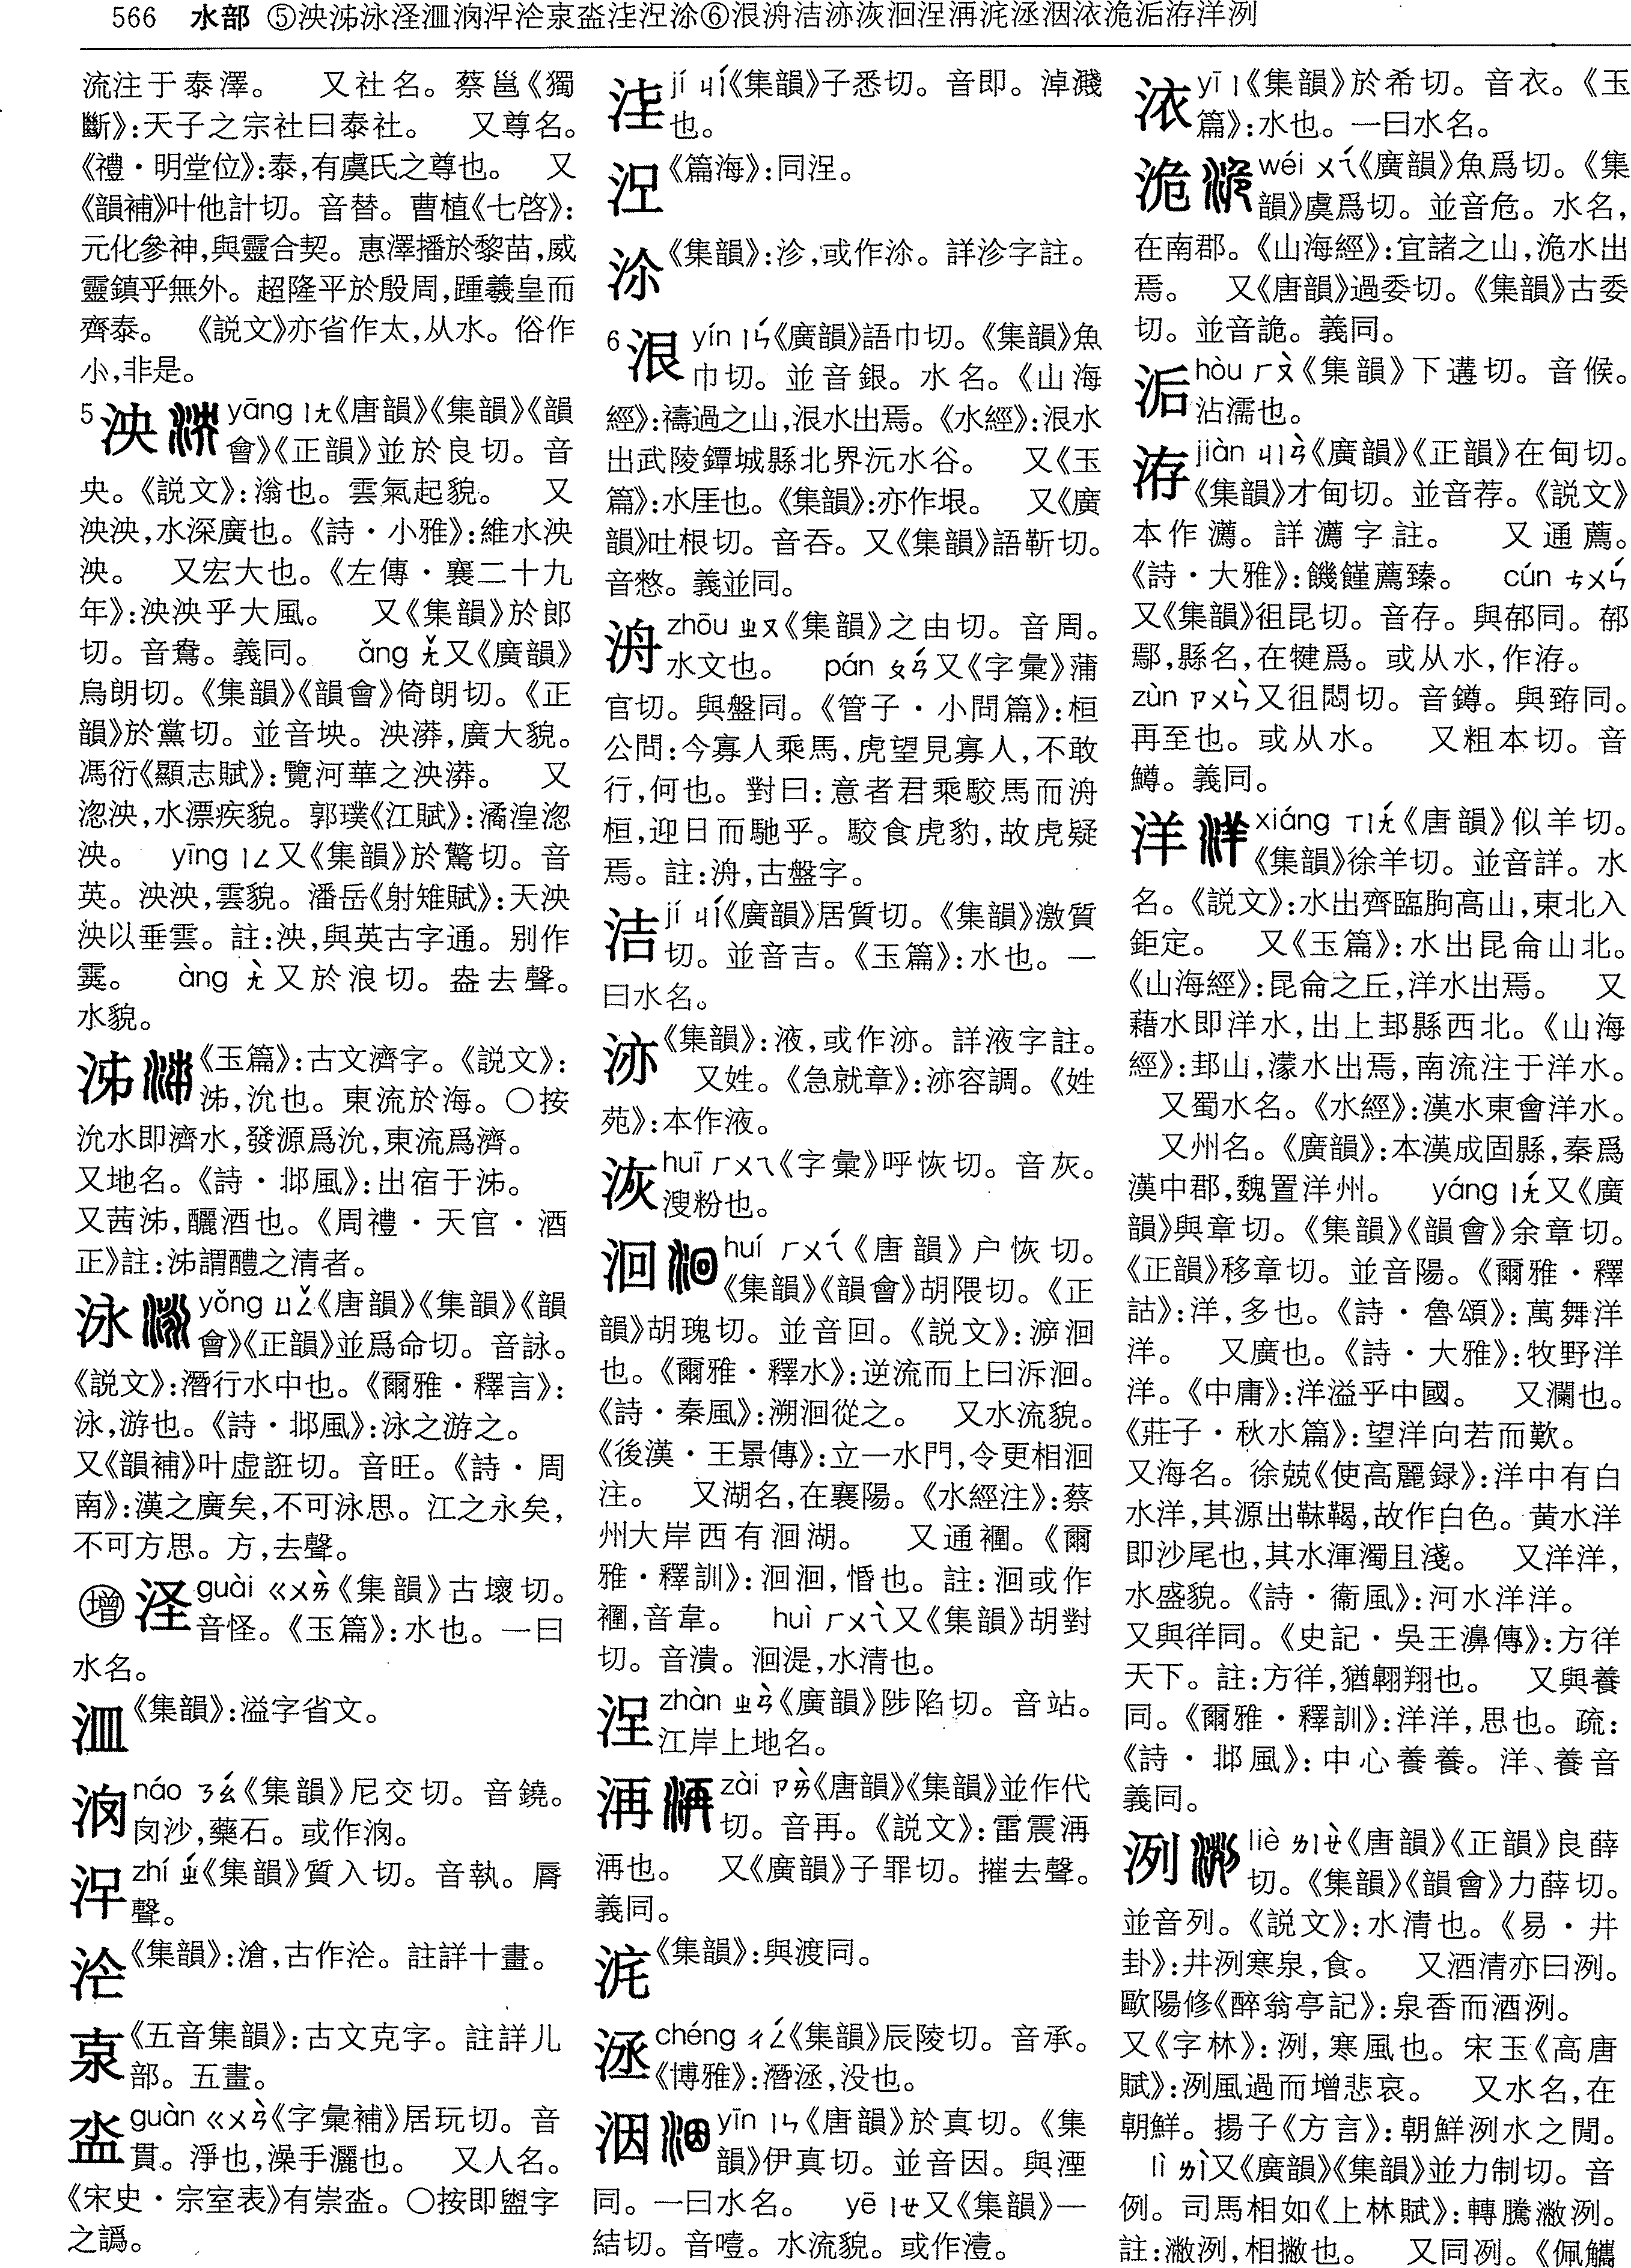 566 水部 ⑤泱泲泳泾洫浀浫泠泵盗洼涅涂⑥泿洀洁洂洃洄涅洅浝洆洇浓洈洉洊洋洌
流注于泰澤。 又社名。蔡邕《獨
斷》:天子之宗社曰泰社。 又尊名。
《禮·明堂位》:泰,有虞氏之尊也。 又
《韻補》叶他計切。音替。曹植《七啓》:
元化參神,與靈合契。惠澤播於黎苗,威
靈鎮乎無外。超隆平於殷周,踵羲皇而
齊泰。 《説文》亦省作太,从水。俗作
㣺,非是。
5泱 yāng ㄧㄤ《唐韻》《集韻》《韻
會》《正韻》並於良切。音
央。《説文》:滃也。雲氣起貌。 又
泱泱,水深廣也。《詩·小雅》:維水泱
泱。 又宏大也。《左傳·襄二十九
年》:泱泱乎大風。 又《集韻》於郎
切。音鴦。義同。 ǎng ㄤˇ又《廣韻》
烏朗切。《集韻》《韻會》倚朗切。《正
韻》於黨切。並音坱。泱漭,廣大貌。
馮衍《顯志賦》:覽河華之泱漭。 又
淴泱,水漂疾貌。郭璞《江賦》:潏湟淴
泱。 yīng ㄧㄥ又《集韻》於驚切。音
英。泱泱,雲貌。潘岳《射雉賦》:天泱
泱以垂雲。註:泱,與英古字通。别作
霙。 àng ㄤˋ又於浪切。盎去聲。
水貌。
泲《玉篇》:古文濟字。《説文》:
泲,沇也。東流於海。○按
沇水即濟水,發源爲沇,東流爲濟。
又地名。《詩·邶風》:出宿于泲。
又茜泲,釃酒也。《周禮·天官·酒
正》註:泲謂醴之清者。
泳 yǒng ㄩㄥˇ《唐韻》《集韻》《韻
會》《正韻》並爲命切。音詠。
《説文》:潛行水中也。《爾雅·釋言》:
泳,游也。《詩·邶風》:泳之游之。
又《韻補》叶虚誑切。音旺。《詩·周
南》:漢之廣矣,不可泳思。江之永矣,
不可方思。方,去聲。
增 泾 guài ㄍㄨㄞˋ《集韻》古壞切。
音怪。《玉篇》:水也。一曰
水名。
《集韻》:溢字省文。
náo ㄋㄠˊ《集韻》尼交切。音鐃。
囱沙,藥石。或作泃。
zhí ㄓˊ《集韻》質入切。音執。脣
聲。
《集韻》:滄,古作。註詳十畫。
《五音集韻》:古文克字。註詳儿
部。五畫。
guàn ㄍㄨㄢˋ《字彙補》居玩切。音
貫。淨也,澡手灑也。 又人名。
《宋史·宗室表》有崇。○按即盥字
之譌。
jí ㄐㄧˊ《集韻》子悉切。音即。淖濺
也。
《篇海》:同涅。
《集韻》:沴,或作。詳沴字註。
6泿 yín ㄧㄣˊ《廣韻》語巾切。《集韻》魚
巾切。並音銀。水名。《山海
經》:禱過之山,泿水出焉。《水經》:泿水
出武陵鐔城縣北界沅水谷。 又《玉
篇》:水厓也。《集韻》:亦作垠。 又《廣
韻》吐根切。音吞。又《集韻》語靳切。
音憖。義並同。
洀 zhōu ㄓㄡ《集韻》之由切。音周。
水文也。 pán ㄆㄢˊ又《字彙》蒲
官切。與盤同。《管子·小問篇》:桓
公問:今寡人乘馬,虎望見寡人,不敢
行,何也。對曰:意者君乘駮馬而洀
桓,迎日而馳乎。駮食虎豹,故虎疑
焉。註:洀,古盤字。
洁 jí ㄐㄧˊ《廣韻》居質切。《集韻》激質
切。並音吉。《玉篇》:水也。一
曰水名。
洂《集韻》:液,或作洂。詳液字註。
又姓。《急就章》:洂容調。《姓
苑》:本作液。
洃 huī ㄏㄨㄟ《字彙》呼恢切。音灰。
溲粉也。
洄 huí ㄏㄨㄟˊ《唐韻》户恢切。
《集韻》《韻會》胡隈切。《正
韻》胡瑰切。並音回。《説文》:㴑洄
也。《爾雅·釋水》:逆流而上曰泝洄。
《詩·秦風》:溯洄從之。 又水流貌。
《後漢·王景傳》:立一水門,令更相洄
注。 又湖名,在襄陽。《水經注》:蔡
州大岸西有洄湖。 又通襧。《爾
雅·釋訓》:洄洄,惛也。註:洄或作
,音韋。 huì ㄏㄨㄟˋ又《集韻》胡對
切。音潰。洄湜,水清也。
zhàn ㄓㄢˋ《廣韻》陟陷切。音站。
江岸上地名。
洅 zài ㄗㄞˋ《唐韻》《集韻》並作代
切。音再。《説文》:雷震洅
洅也。 又《廣韻》子罪切。摧去聲。
義同。
《集韻》:與渡同。
洆 chéng ㄔㄥˊ《集韻》辰陵切。音承。
《博雅》:潛,没也。
洇 yīn ㄧㄣ《唐韻》於真切。《集
韻》伊真切。並音因。與湮
同。一曰水名。 yē ㄧㄝ又《集韻》一
結切。音噎。水流貌。或作㵣。
yī ㄧ《集韻》於希切。音衣。《玉
篇》:水也。一曰水名。
洈 wéi ㄨㄟˊ《廣韻》魚爲切。《集
韻》虞爲切。並音危。水名,
在南郡。《山海經》:宜諸之山,洈水出
焉。 又《唐韻》過委切。《集韻》古委
切。並音詭。義同。
洉 hòu ㄏㄡˋ《集韻》下遘切。音候。
沾濡也。
洊 jiàn ㄐㄧㄢˋ《廣韻》《正韻》在甸切。
《集韻》才甸切。並音荐。《説文》
本作瀳。詳瀳字註。 又通薦。
《詩·大雅》:饑饉薦臻。 cún ㄘㄨㄣˊ
又《集韻》徂昆切。音存。與郁同。郁
鄢,縣名,在犍爲。或从水,作洊。
zùn ㄗㄨㄣˋ又徂悶切。音鐏。與臶同。
再至也。或从水。 又粗本切。音
鱒。義同。
洋 xiáng ㄒㄧㄤˊ《唐韻》似羊切。
《集韻》徐羊切。並音詳。水
名。《説文》:水出齊臨朐高山,東北入
鉅定。 又《玉篇》:水出昆侖山北。
《山海經》:昆侖之丘,洋水出焉。 又
藉水即洋水,出上邽縣西北。《山海
經》:邽山,濛水出焉,南流注于洋水。
又蜀水名。《水經》:漢水東會洋水。
又州名。《廣韻》:本漢成固縣,秦爲
漢中郡,魏置洋州。 yáng ㄧㄤˊ又《廣
韻》與章切。《集韻》《韻會》余章切。
《正韻》移章切。並音陽。《爾雅·釋
詁》:洋,多也。《詩·魯頌》:萬舞洋
洋。 又廣也。《詩·大雅》:牧野洋
洋。《中庸》:洋溢乎中國。 又瀾也。
《莊子·秋水篇》:望洋向若而歎。
又海名。徐兢《使高麗録》:洋中有白
水洋,其源出靺鞨,故作白色。黄水洋
即沙尾也,其水渾濁且淺。 又洋洋,
水盛貌。《詩·衞風》:河水洋洋。
又與徉同。《史記·吳王濞傳》:方徉
天下。註:方徉,猶翱翔也。 又與養
同。《爾雅·釋訓》:洋洋,思也。疏:
《詩·邶風》:中心養養。洋、養音
義同。
洌 liè ㄌㄧㄝˋ《唐韻》《正韻》良薛
切。《集韻》《韻會》力薛切。
並音列。《説文》:水清也。《易·井
卦》:井洌寒泉,食。 又酒清亦曰洌。
歐陽修《醉翁亭記》:泉香而酒洌。
又《字林》:洌,寒風也。宋玉《高唐
賦》:洌風過而增悲哀。 又水名,在
朝鮮。揚子《方言》:朝鮮洌水之閒。
lì ㄌㄧˋ又《廣韻》《集韻》並力制切。音
例。司馬相如《上林賦》:轉騰潎洌。
註:潎洌,相撇也。 又同冽。《佩觿